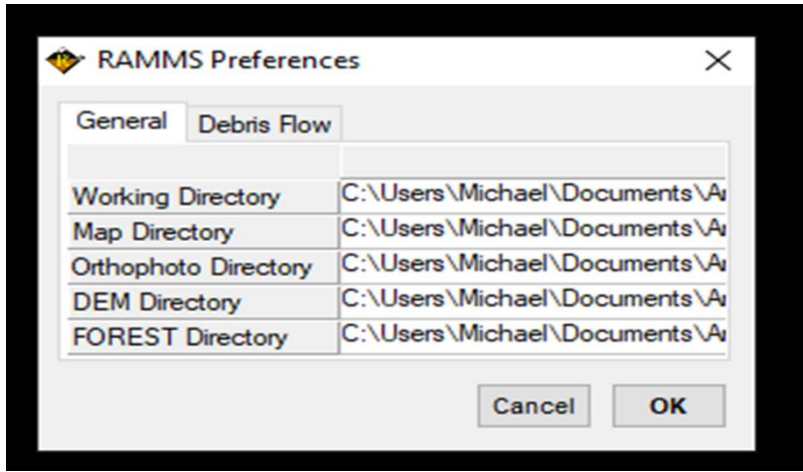 RAMMS Preferences
General Debris Flow
Working Directory C:\Users\Michael\Documents\A
Map Directory C:\Users\Michael\Documents\A
Orthophoto Directory C:\Users\Michael\Documents\A
DEM Directory C:\Users\Michael\Documents\A
FOREST Directory C:\Users\Michael\Documents\A
Cancel OK